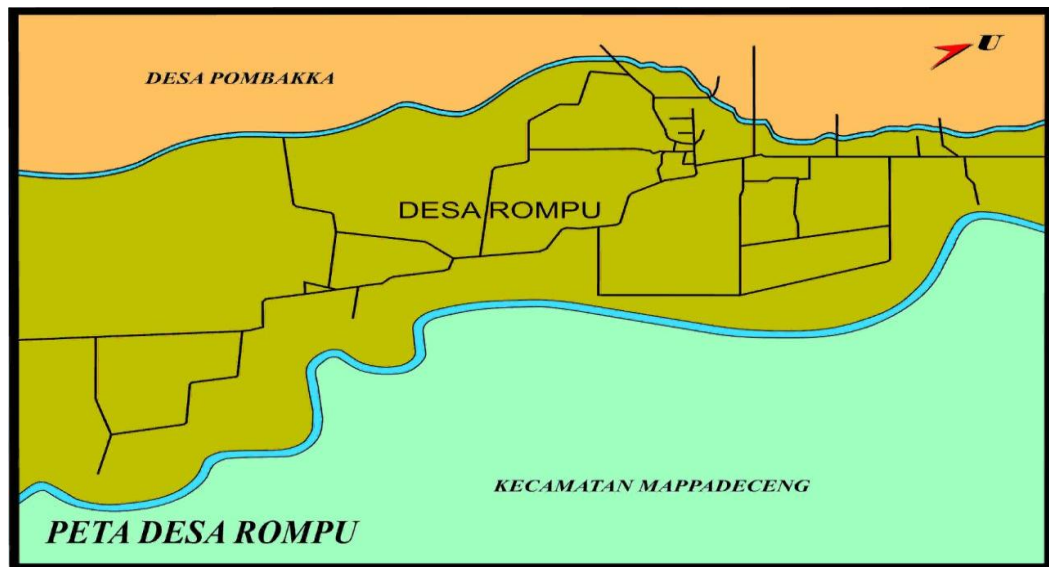 U
DESA POMBAKKA
DESA ROMPU
KECAMATAN MAPPADECENG
PETA DESA ROMPU